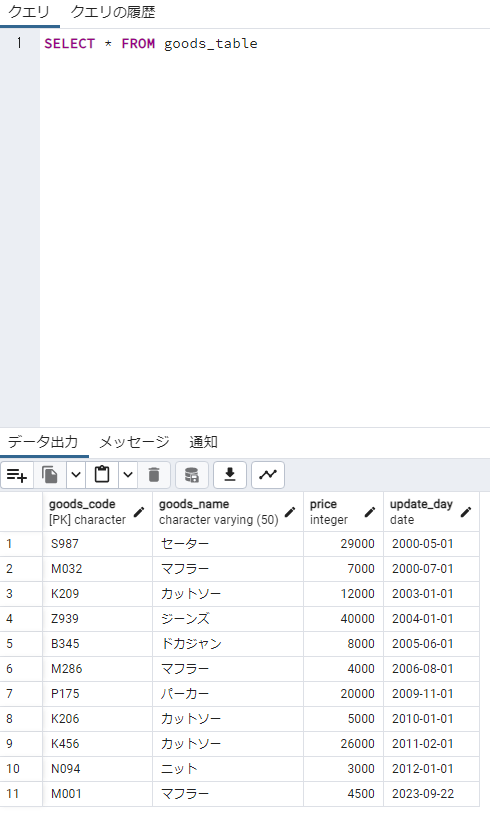 クエリ クエリの履歴
1 SELECT * FROM goods_table
データ出力 メッセージ 通知
goods_code goods_name price update_day
[PK] character character varying (50) integer date
1 S987 セーター 29000 2000-05-01
2 M032 マフラー 7000 2000-07-01
3 K209 カットソー 12000 2003-01-01
4 Z939 ジーンズ 40000 2004-01-01
5 B345 ドカジャン 8000 2005-06-01
6 M286 マフラー 4000 2006-08-01
7 P175 パーカー 20000 2009-11-01
8 K206 カットソー 5000 2010-01-01
9 K456 カットソー 26000 2011-02-01
10 N094 ニット 3000 2012-01-01
11 M001 マフラー 4500 2023-09-22